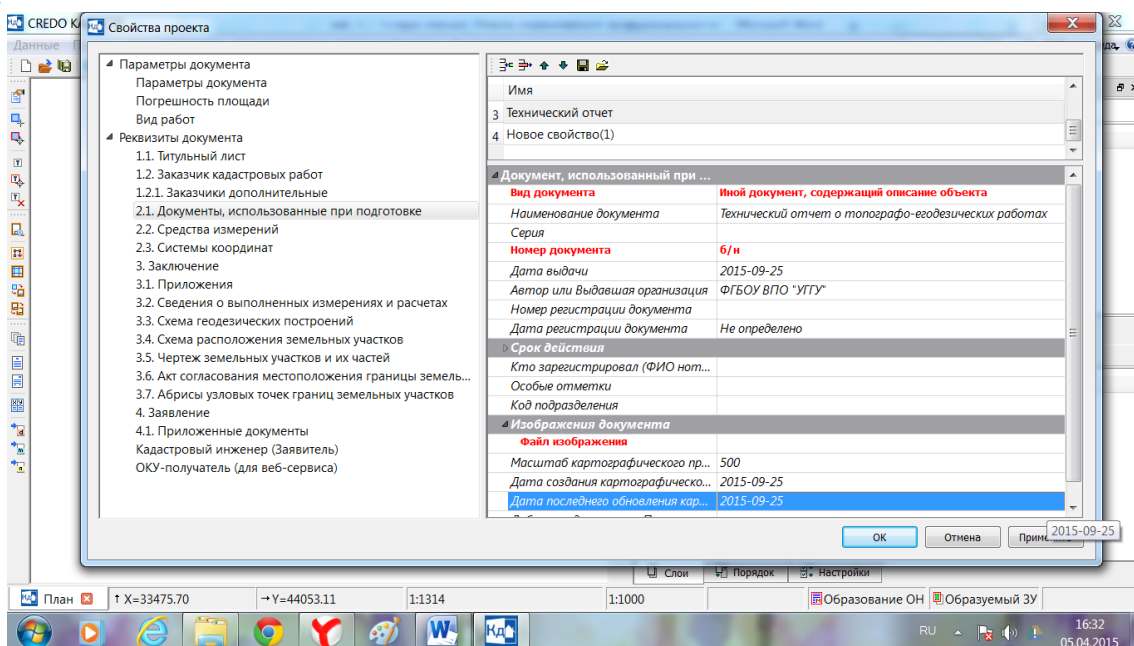 CREDO К
Свойства проекта
Данные
Параметры документа
Параметры документа
Погрешность площади
Вид работ
Реквизиты документа
1.1. Титульный лист
1.2. Заказчик кадастровых работ
1.2.1. Заказчики дополнительные
2.1. Документы, использованные при подготовке
2.2. Средства измерений
2.3. Системы координат
3. Заключение
3.1. Приложения
3.2. Сведения о выполненных измерениях и расчетах
3.3. Схема геодезических построений
3.4. Схема расположения земельных участков
3.5. Чертеж земельных участков и их частей
3.6. Акт согласования местоположения границы земель...
3.7. Абрисы узловых точек границ земельных участков
4. Заявление
4.1. Приложенные документы
Кадастровый инженер (Заявитель)
ОКУ-получатель (для веб-сервиса)
Имя
3 Технический отчет
4 Новое свойство(1)
Документ, использованный при ...
Вид документа Иной документ, содержащий описание объекта
Наименование документа Технический отчет о топографо-егодезических работах
Серия
Номер документа б/н
Дата выдачи 2015-09-25
Автор или Выдавшая организация ФГБОУ ВПО "УГГУ"
Номер регистрации документа
Дата регистрации документа Не определено
Срок действия
Кто зарегистрировал (ФИО нот...
Особые отметки
Код подразделения
Изображения документа
Файл изображения
Масштаб картографического пр... 500
Дата создания картографическо... 2015-09-25
Дата последнего обновления кар... 2015-09-25
ОК Отмена Приме
2015-09-25
Слои Порядок Настройки
План X=33475.70 Y=44053.11 1:1314 1:1000 Образование ОН Образуемый ЗУ
RU 16:32
05.04.2015